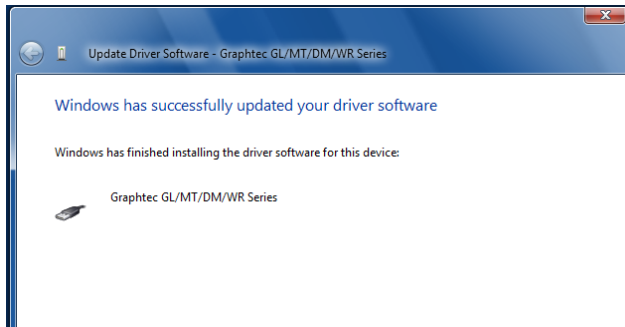 Update Driver Software - Graphtec GL/MT/DM/WR Series
Windows has successfully updated your driver software
Windows has finished installing the driver software for this device:
Graphtec GL/MT/DM/WR Series